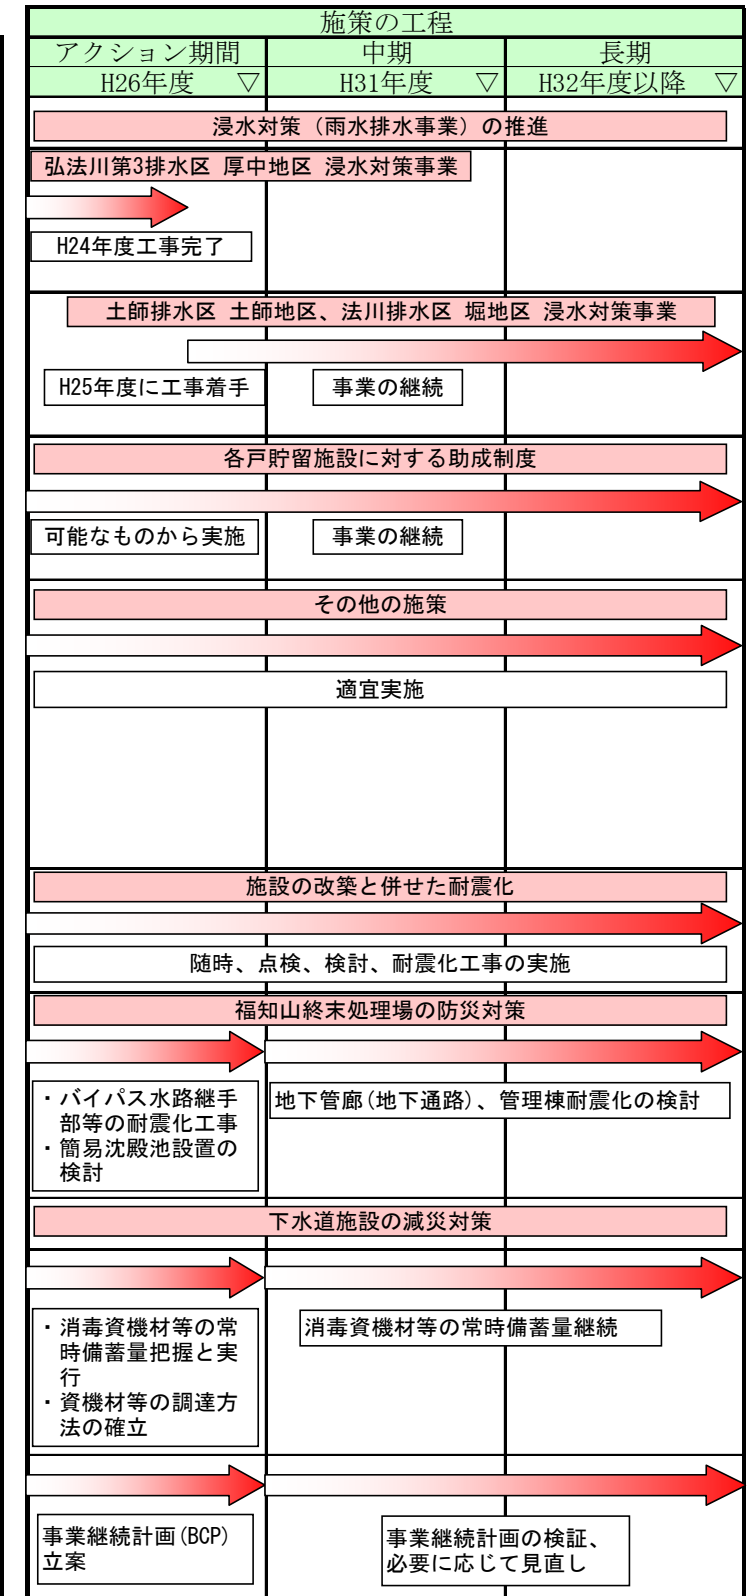 施策の工程
アクション期間 中期 長期
H26年度 ▽ H31年度 ▽ H32年度以降 ▽
浸水対策（雨水排水事業）の推進
弘法川第3排水区 厚中地区 浸水対策事業
H24年度工事完了
土師排水区 土師地区、法川排水区 堀地区 浸水対策事業
H25年度に工事着手 事業の継続
各戸貯留施設に対する助成制度
可能なものから実施 事業の継続
その他の施策
適宜実施
施設の改築と併せた耐震化
随時、点検、検討、耐震化工事の実施
福知山終末処理場の防災対策
・バイパス水路継手
部等の耐震化工事
・簡易沈殿池設置の
検討
地下管廊(地下通路)、管理棟耐震化の検討
下水道施設の減災対策
・消毒資機材等の常
時備蓄量把握と実
行
・資機材等の調達方
法の確立
消毒資機材等の常時備蓄量継続
事業継続計画(BCP)
立案
事業継続計画の検証、
必要に応じて見直し